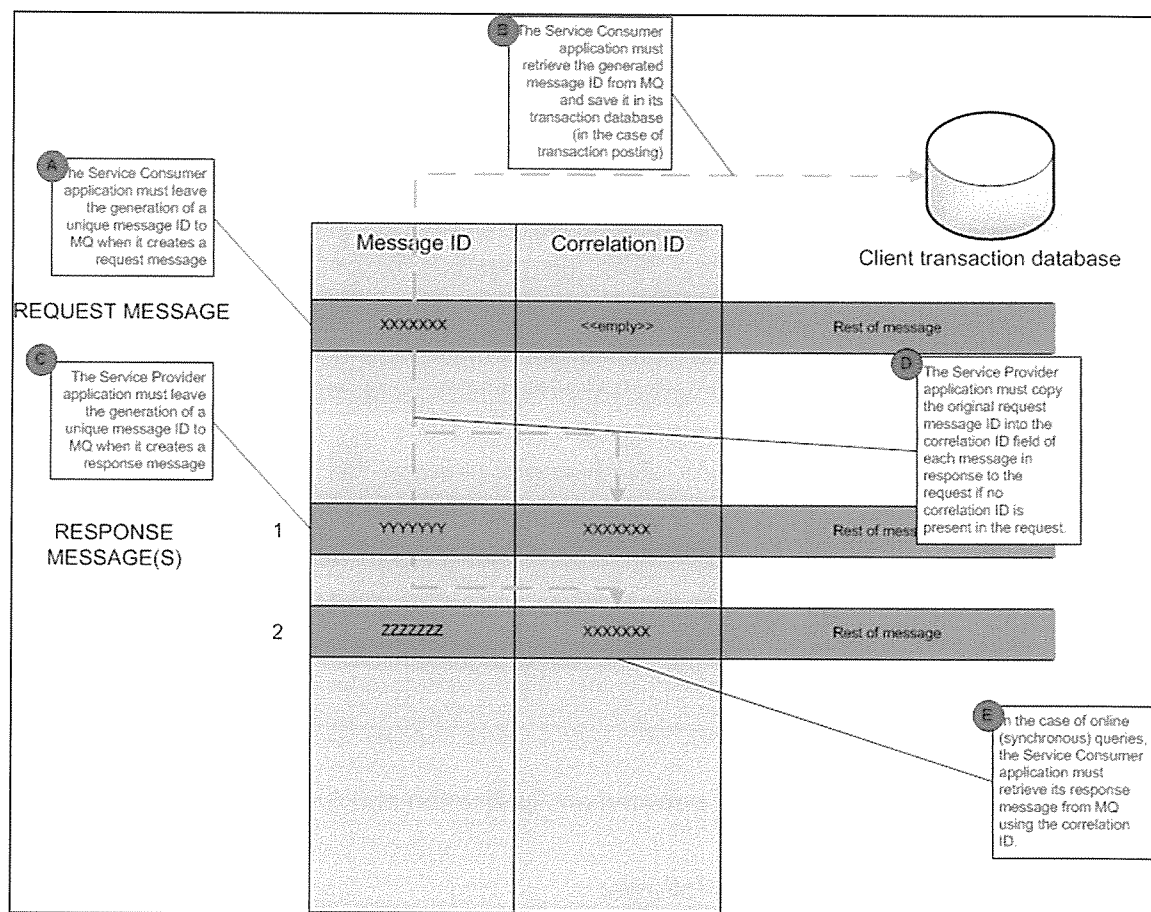 B
The Service Consumer
application must
retrieve the generated
message ID from MQ
and save it in its
transaction database
(in the case of
transaction posting)
A
The Service Consumer
application must leave
the generation of a
unique message ID to
MQ when it creates a
request message
Client transaction database
Message ID
Correlation ID
REQUEST MESSAGE
XXXXXXX
<<empty>>
Rest of message
C
The Service Provider
application must leave
the generation of a
unique message ID to
MQ when it creates a
response message
D
The Service Provider
application must copy
the original request
message ID into the
correlation ID field of
each message in
response to the
request if no
correlation ID is
present in the request.
RESPONSE
MESSAGE(S)
1
YYYYYYY
XXXXXXX
Rest of message
2
ZZZZZZZ
XXXXXXX
Rest of message
E
In the case of online
(synchronous) queries,
the Service Consumer
application must
retrieve its response
message from MQ
using the correlation
ID.